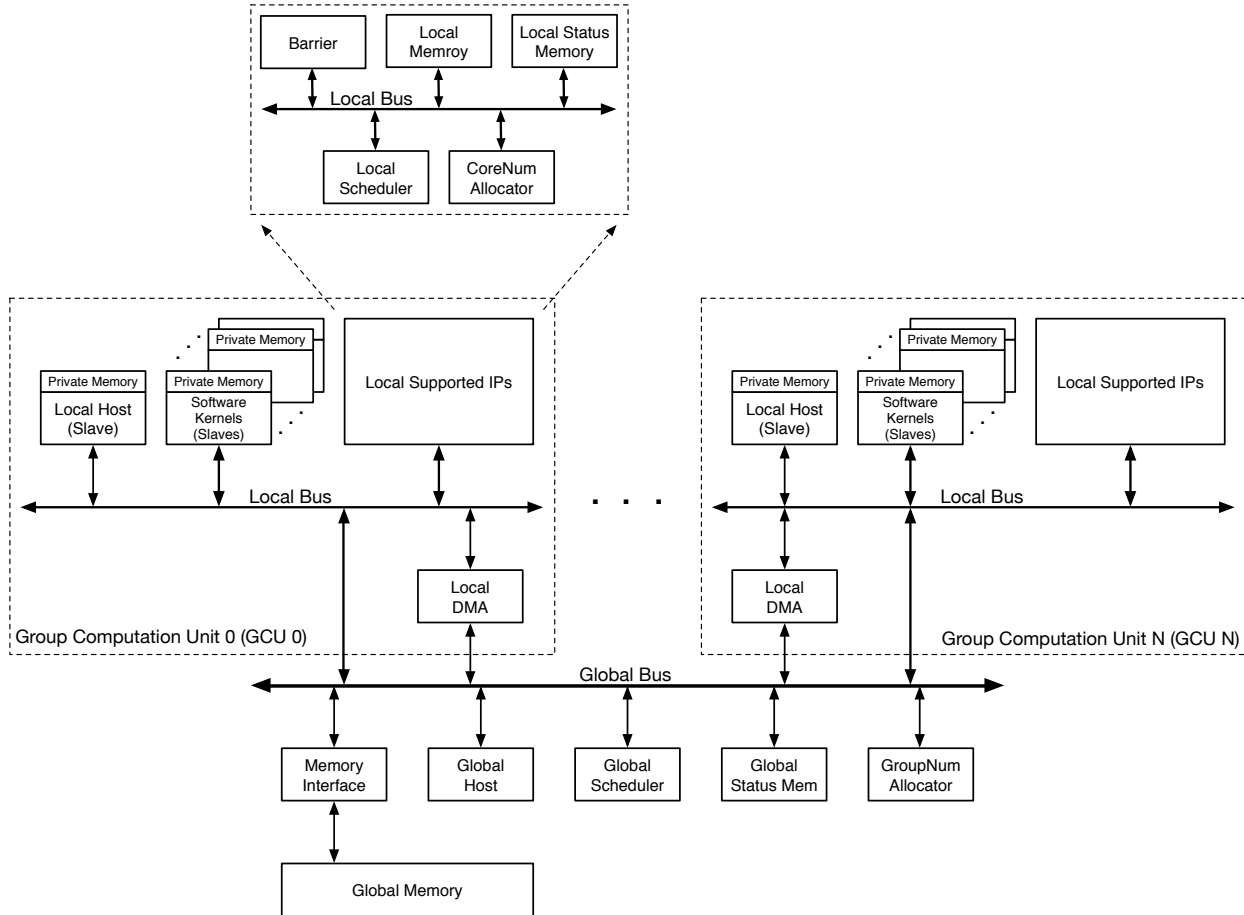 Barrier
Local
Memroy
Local Status
Memory
Local Bus
Local
Scheduler
CoreNum
Allocator
Private Memory
Private Memory
Local Host
(Slave)
Private Memory
Software
Kernels
(Slaves)
Local Supported IPs
Local Bus
Local
DMA
Group Computation Unit 0 (GCU 0)
. . .
Private Memory
Private Memory
Local Host
(Slave)
Private Memory
Software
Kernels
(Slaves)
Local Supported IPs
Local Bus
Local
DMA
Group Computation Unit N (GCU N)
Global Bus
Memory
Interface
Global
Host
Global
Scheduler
Global
Status Mem
GroupNum
Allocator
Global Memory